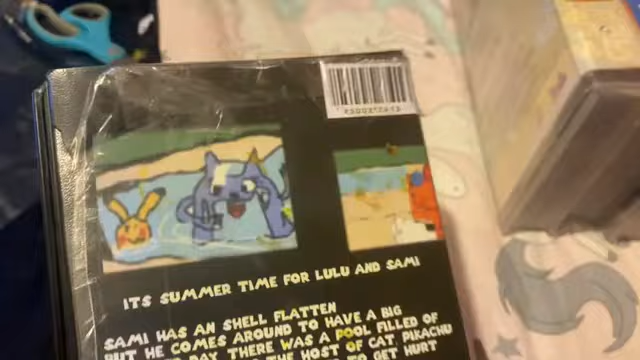 ITS SUMMER TIME FOR LULU AND SAMI
SAMI HAS AN SHELL FLATTEN
BUT HE COMES AROUND TO HAVE A BIG
DAY. THERE WAS A POOL FILLED OF
THE HOST OF CAT, PIKACHU
TO GET HURT